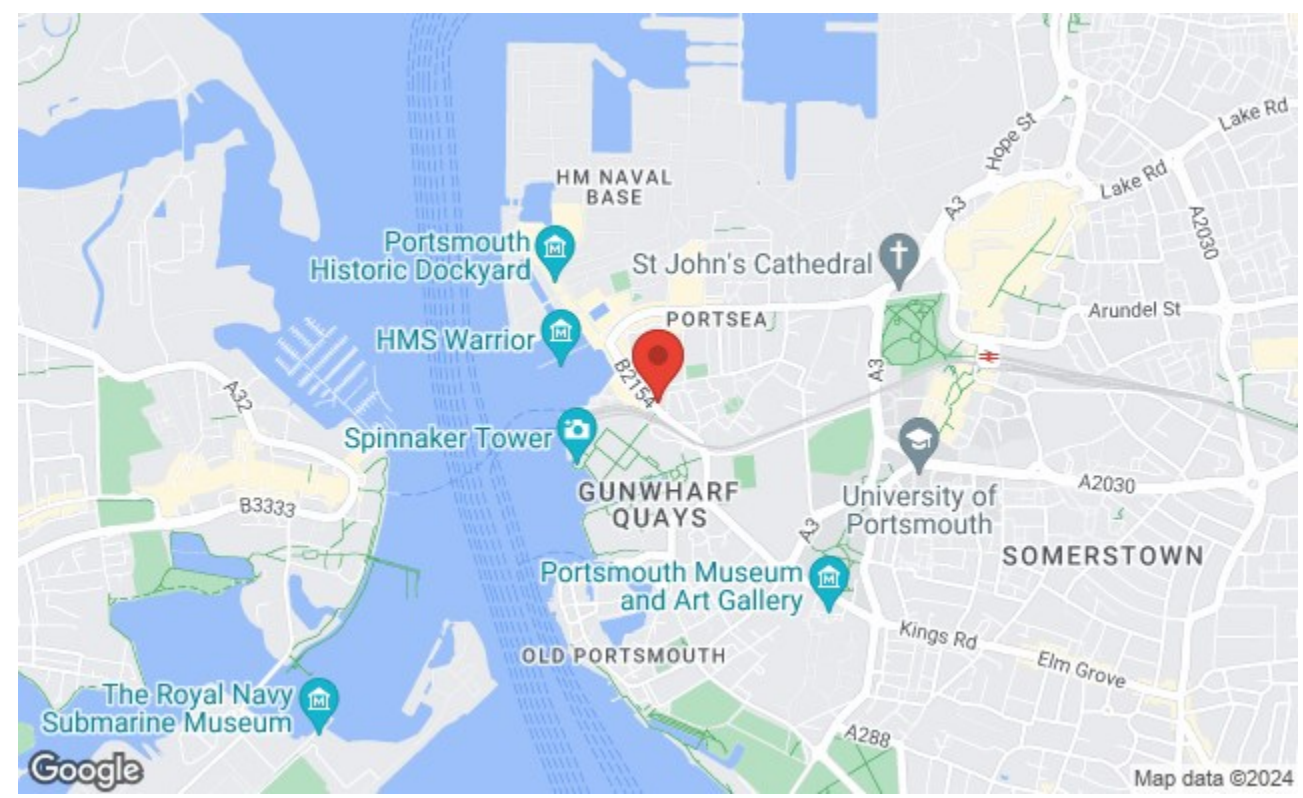 Lake Rd
Hope St
HM NAVAL
BASE
Lake Rd
A3
A2030
Portsmouth
Historic Dockyard
St John's Cathedral
Arundel St
PORTSEA
HMS Warrior
B2154
A3
A32
Spinnaker Tower
GUNWHARF
QUAYS
A2030
University of
Portsmouth
B3333
A3
SOMERSTOWN
Portsmouth Museum
and Art Gallery
Kings Rd
OLD PORTSMOUTH
Elm Grove
The Royal Navy
Submarine Museum
A288
Google
Map data ©2024